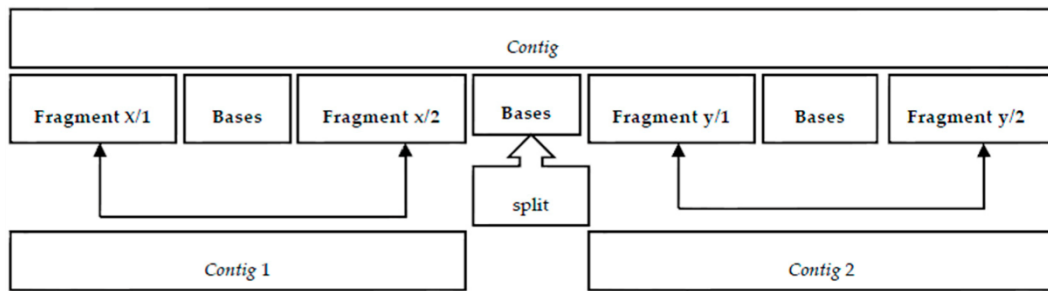 Contig
Fragment X/1 Bases Fragment x/2 Bases Fragment y/1 Bases Fragment y/2
split
Contig 1 Contig 2